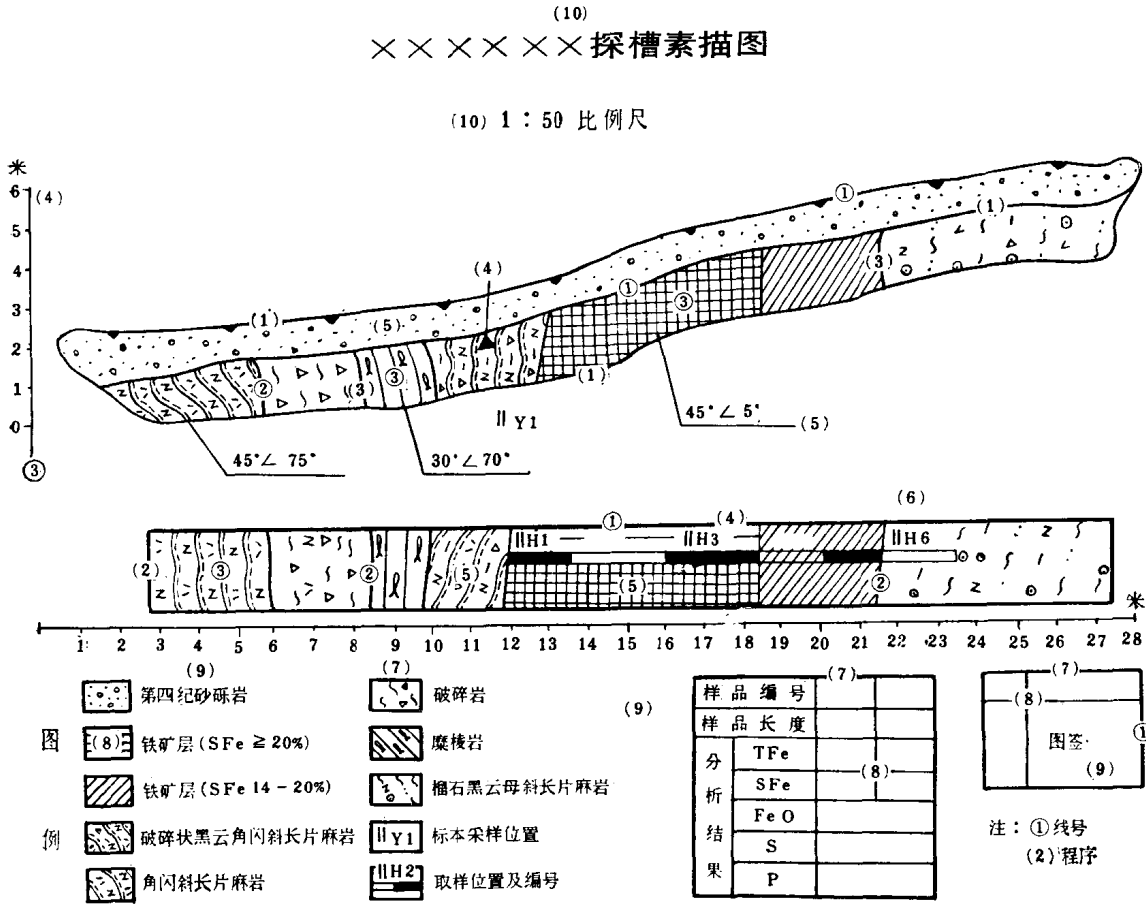 (10)
××××××探槽素描图
(10) 1：50 比例尺
米
6 (4)
5
4
3
2
1
0
③
①
(1)
(4)
①
③
(3)
(1)
(5)
②
(3)
③
(1)
|| Y1
45°∠ 5°
(5)
45°∠ 75°
30°∠70°
(6)
①
(4)
||H1
||H3
||H6
(2)
③
②
5
(5)
②
米
1 2 3 4 5 6 7 8 9 10 11 12 13 14 15 16 17 18 19 20 21 22 23 24 25 26 27 28
(9)
(7)
(9)
(7)
(7)
图例
第四纪砂砾岩
(8) 铁矿层(SFe ≧ 20%)
铁矿层(SFe 14－20%)
破碎状黑云角闪斜长片麻岩
角闪斜长片麻岩
破碎岩
糜棱岩
榴石黑云母斜长片麻岩
||Y1 标本采样位置
||H2 取样位置及编号
样品编号
样品长度
分析结果
TFe
SFe
FeO
S
P
(8)
(8)
图签
①
(9)
注：①线号
(2)程序